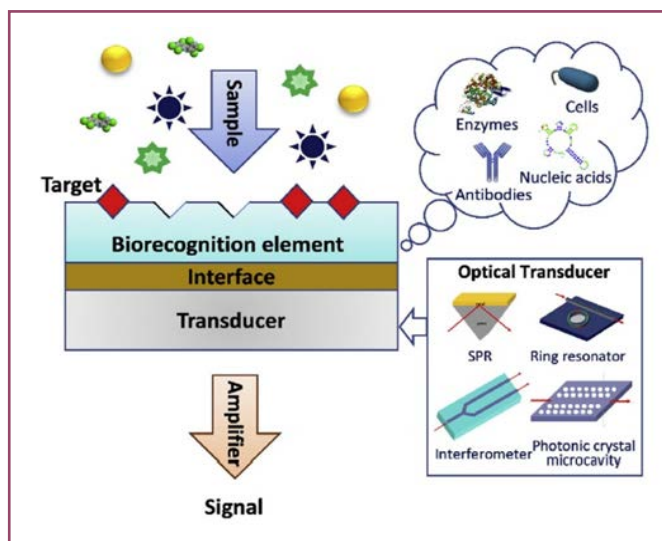 Sample
Target
Biorecognition element
Interface
Transducer
Amplifier
Signal
Enzymes
Cells
Antibodies
Nucleic acids
Optical Transducer
SPR
Ring resonator
Interferometer
Photonic crystal
microcavity